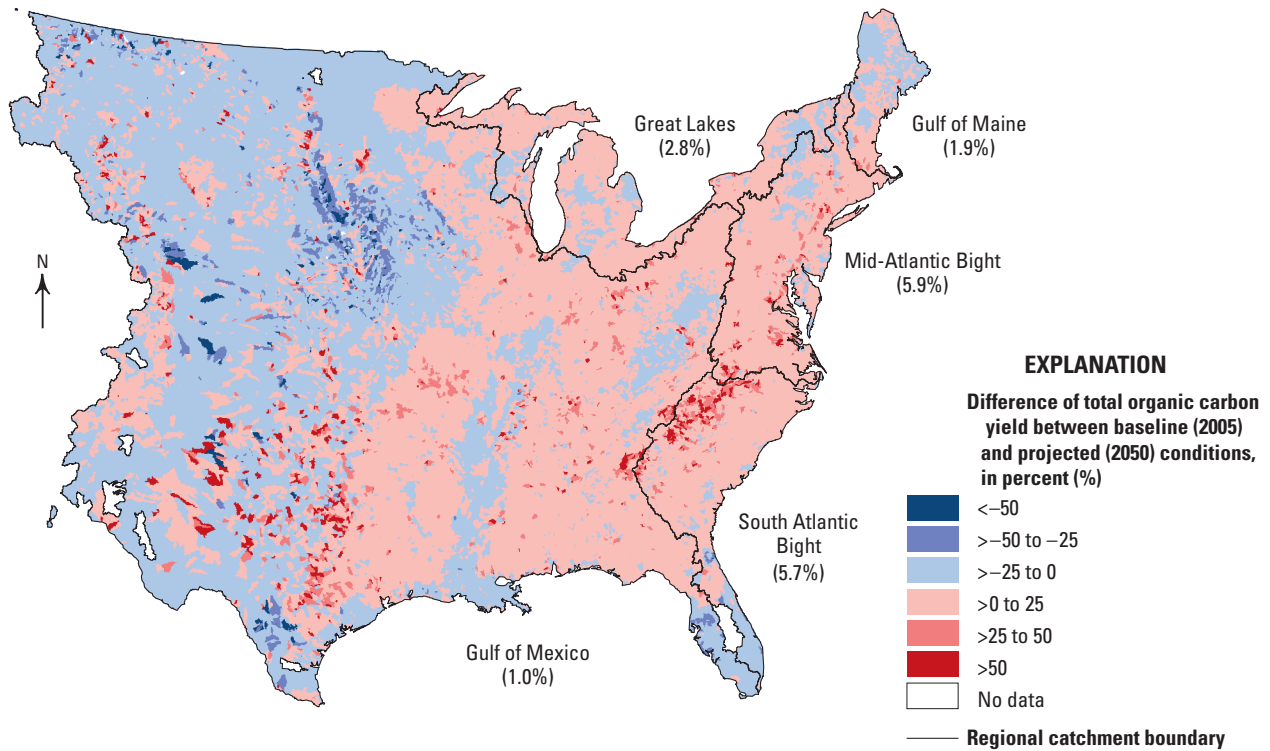 Great Lakes
(2.8%)
Gulf of Maine
(1.9%)
N
Mid-Atlantic Bight
(5.9%)
South Atlantic
Bight
(5.7%)
Gulf of Mexico
(1.0%)
EXPLANATION
Difference of total organic carbon
yield between baseline (2005)
and projected (2050) conditions,
in percent (%)
<–50
>–50 to –25
>–25 to 0
>0 to 25
>25 to 50
>50
No data
Regional catchment boundary